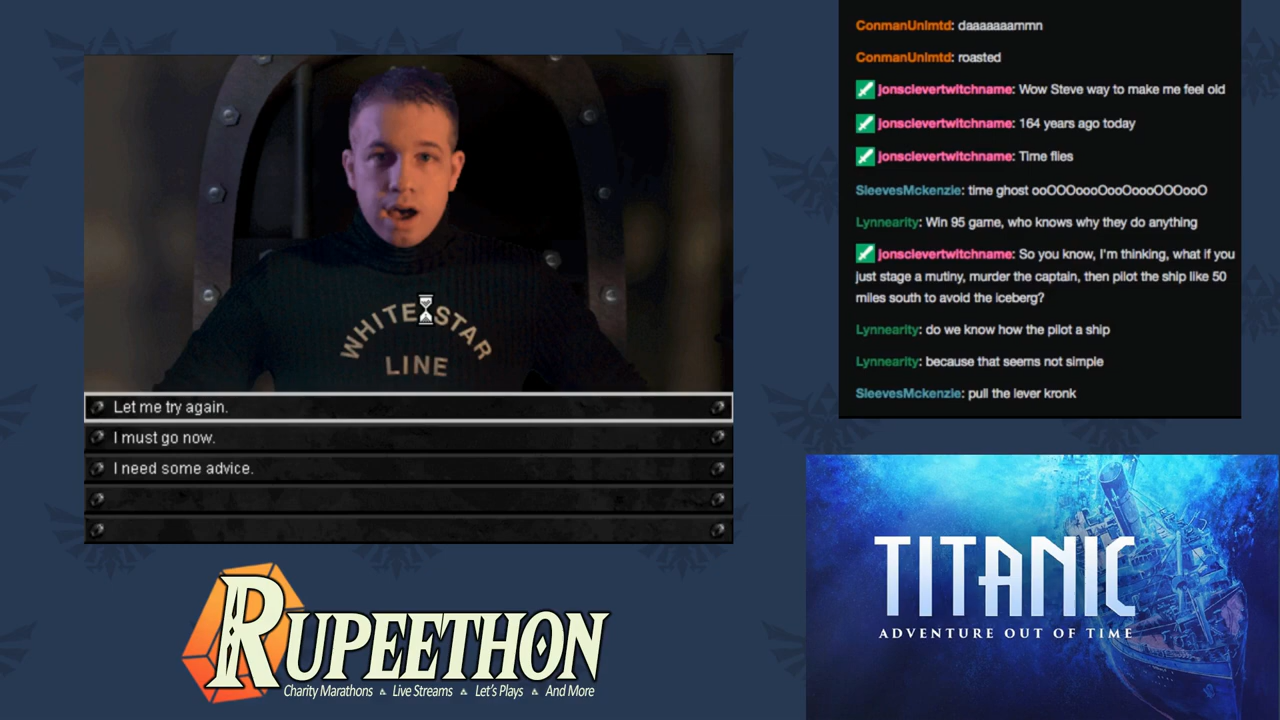 WHITE STAR
LINE
Let me try again.
I must go now.
I need some advice.
RUPEETHON
Charity Marathons ▲ Live Streams ▲ Let's Plays ▲ And More
ConmanUnlmtd: daaaaaaammn
ConmanUnlmtd: roasted
jonsclevertwitchname: Wow Steve way to make me feel old
jonsclevertwitchname: 164 years ago today
jonsclevertwitchname: Time flies
SleevesMckenzie: time ghost ooOOOoooOooOoooOOOooO
Lynnearity: Win 95 game, who knows why they do anything
jonsclevertwitchname: So you know, I'm thinking, what if you
just stage a mutiny, murder the captain, then pilot the ship like 50
miles south to avoid the iceberg?
Lynnearity: do we know how the pilot a ship
Lynnearity: because that seems not simple
SleevesMckenzie: pull the lever kronk
TITANIC
ADVENTURE OUT OF TIME